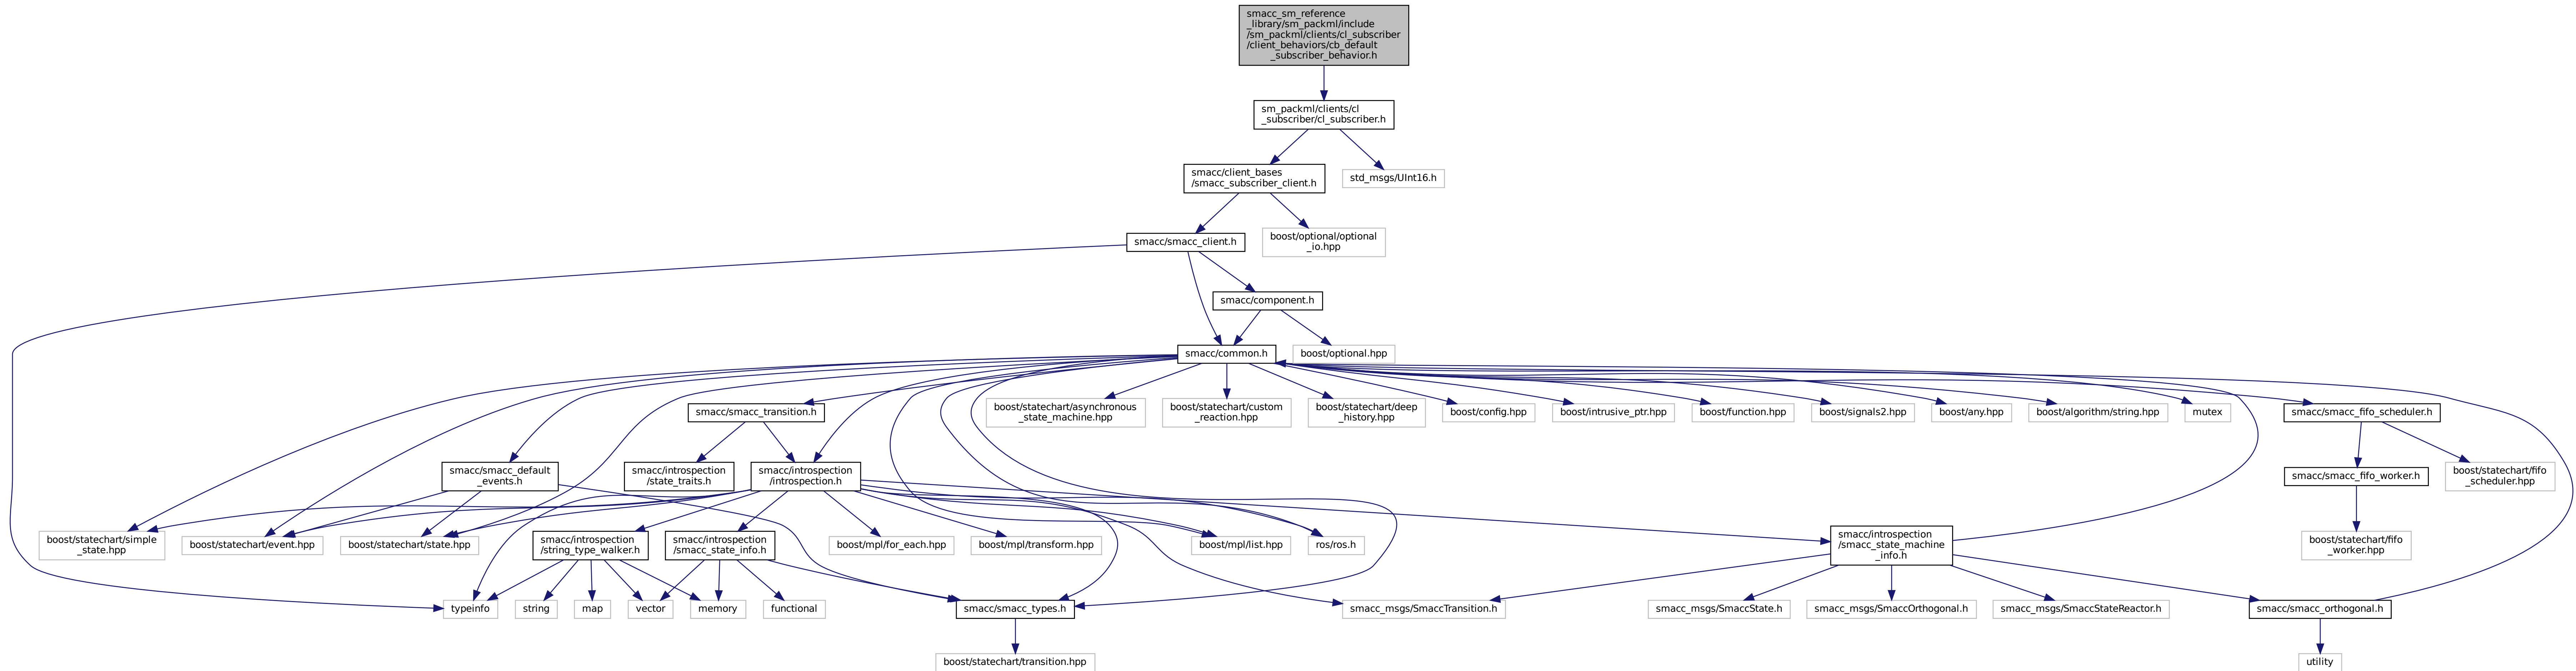 smacc_sm_reference
_library/sm_packml/include
/sm_packml/clients/cl_subscriber
/client_behaviors/cb_default
_subscriber_behavior.h
sm_packml/clients/cl
_subscriber/cl_subscriber.h
smacc/client_bases
/smacc_subscriber_client.h
std_msgs/UInt16.h
smacc/smacc_client.h
boost/optional/optional
_io.hpp
smacc/component.h
smacc/common.h
boost/optional.hpp
smacc/smacc_transition.h
boost/statechart/asynchronous
_state_machine.hpp
boost/statechart/custom
_reaction.hpp
boost/statechart/deep
_history.hpp
boost/config.hpp
boost/intrusive_ptr.hpp
boost/function.hpp
boost/signals2.hpp
boost/any.hpp
boost/algorithm/string.hpp
mutex
smacc/smacc_fifo_scheduler.h
smacc/smacc_default
_events.h
smacc/introspection
/state_traits.h
smacc/introspection
/introspection.h
smacc/smacc_fifo_worker.h
boost/statechart/fifo
_scheduler.hpp
boost/statechart/simple
_state.hpp
boost/statechart/event.hpp
boost/statechart/state.hpp
smacc/introspection
/string_type_walker.h
smacc/introspection
/smacc_state_info.h
boost/mpl/for_each.hpp
boost/mpl/transform.hpp
boost/mpl/list.hpp
ros/ros.h
smacc/introspection
/smacc_state_machine
_info.h
boost/statechart/fifo
_worker.hpp
typeinfo
string
map
vector
memory
functional
smacc/smacc_types.h
smacc_msgs/SmaccTransition.h
smacc_msgs/SmaccState.h
smacc_msgs/SmaccOrthogonal.h
smacc_msgs/SmaccStateReactor.h
smacc/smacc_orthogonal.h
boost/statechart/transition.hpp
utility